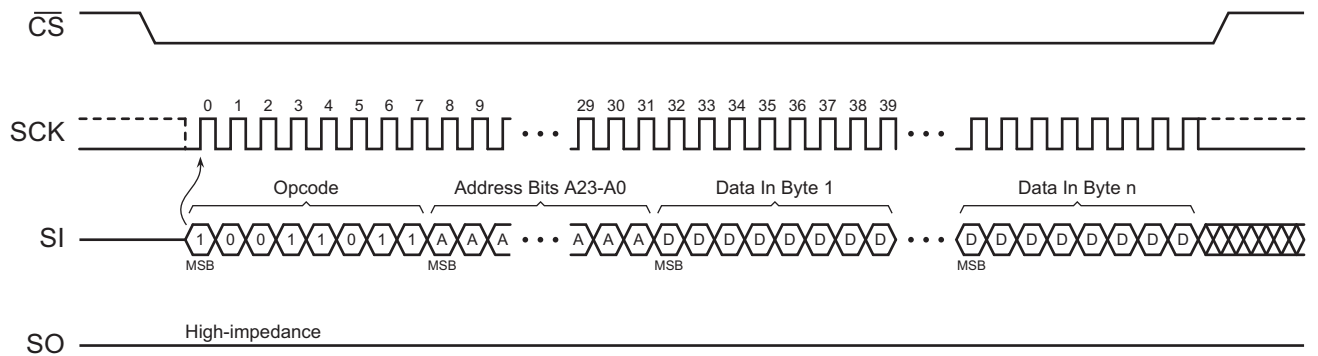 CS
0 1 2 3 4 5 6 7 8 9 29 30 31 32 33 34 35 36 37 38 39
SCK
Opcode Address Bits A23-A0 Data In Byte 1 Data In Byte n
SI 1 0 0 1 1 0 1 1 A A A A A A D D D D D D D D D D D D D D D D
MSB MSB MSB MSB
High-impedance
SO